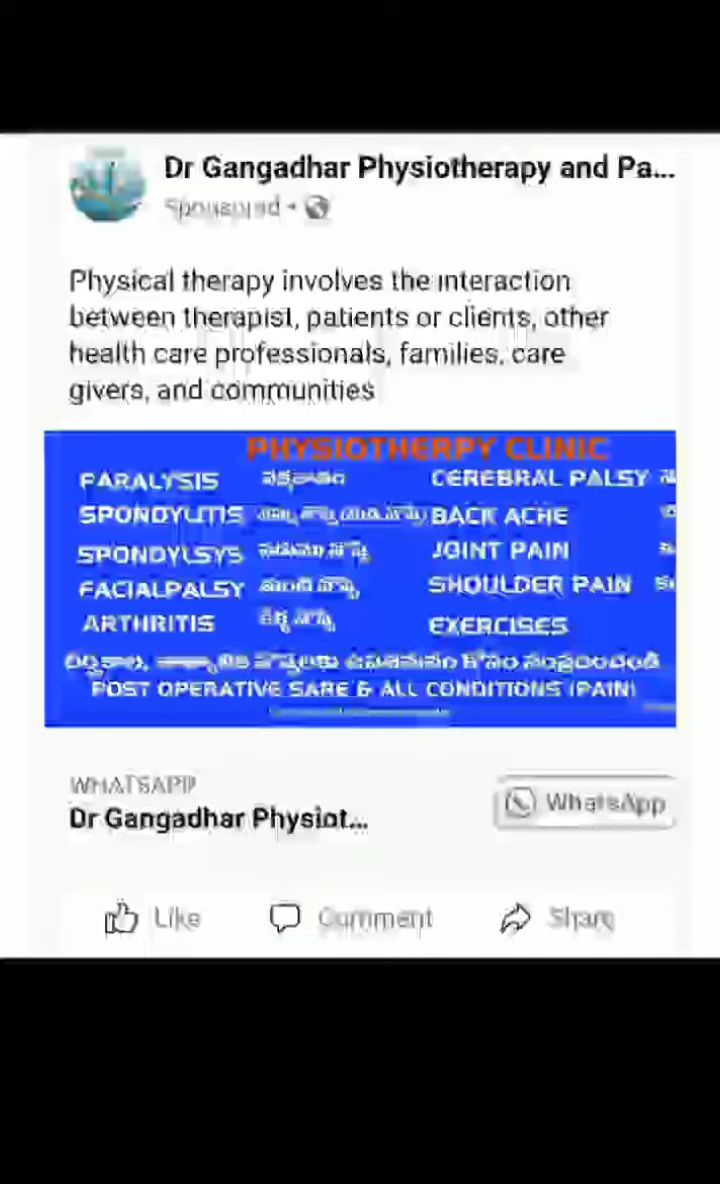 Dr Gangadhar Physiotherapy and Pa...
Sponsored •
Physical therapy involves the interaction
between therapist, patients or clients, other
health care professionals, families, care
givers, and communities
PHYSIOTHERPY CLINIC
PARALYSIS CEREBRAL PALSY
SPONDYLITIS BACK ACHE
SPONDYLSYS JOINT PAIN
FACIALPALSY SHOULDER PAIN
ARTHRITIS EXERCISES
POST OPERATIVE SARE & ALL CONDITIONS (PAIN)
WHATSAPP
Dr Gangadhar Physiot...
WhatsApp
Like Comment Share